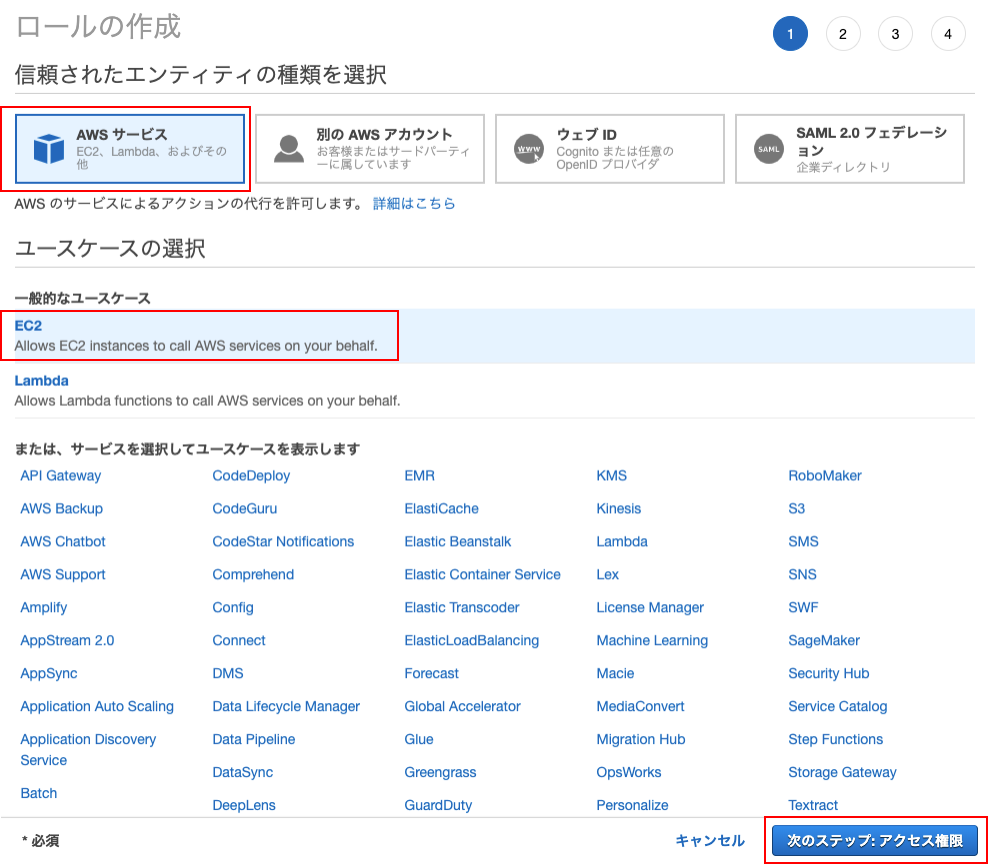 ロールの作成
1 2 3 4
信頼されたエンティティの種類を選択
AWS サービス
EC2、Lambda、およびその
他
別の AWS アカウント
お客様またはサードパーティ
ーに属しています
www
ウェブ ID
Cognito または任意の
OpenID プロバイダ
SAML
SAML 2.0 フェデレーシ
ョン
企業ディレクトリ
AWS のサービスによるアクションの代行を許可します。 詳細はこちら
ユースケースの選択
一般的なユースケース
EC2
Allows EC2 instances to call AWS services on your behalf.
Lambda
Allows Lambda functions to call AWS services on your behalf.
または、サービスを選択してユースケースを表示します
API Gateway
AWS Backup
AWS Chatbot
AWS Support
Amplify
AppStream 2.0
AppSync
Application Auto Scaling
Application Discovery
Service
Batch
CodeDeploy
CodeGuru
CodeStar Notifications
Comprehend
Config
Connect
DMS
Data Lifecycle Manager
Data Pipeline
DataSync
DeepLens
EMR
ElastiCache
Elastic Beanstalk
Elastic Container Service
Elastic Transcoder
ElasticLoadBalancing
Forecast
Global Accelerator
Glue
Greengrass
GuardDuty
KMS
Kinesis
Lambda
Lex
License Manager
Machine Learning
Macie
MediaConvert
Migration Hub
OpsWorks
Personalize
RoboMaker
S3
SMS
SNS
SWF
SageMaker
Security Hub
Service Catalog
Step Functions
Storage Gateway
Textract
* 必須
キャンセル
次のステップ: アクセス権限